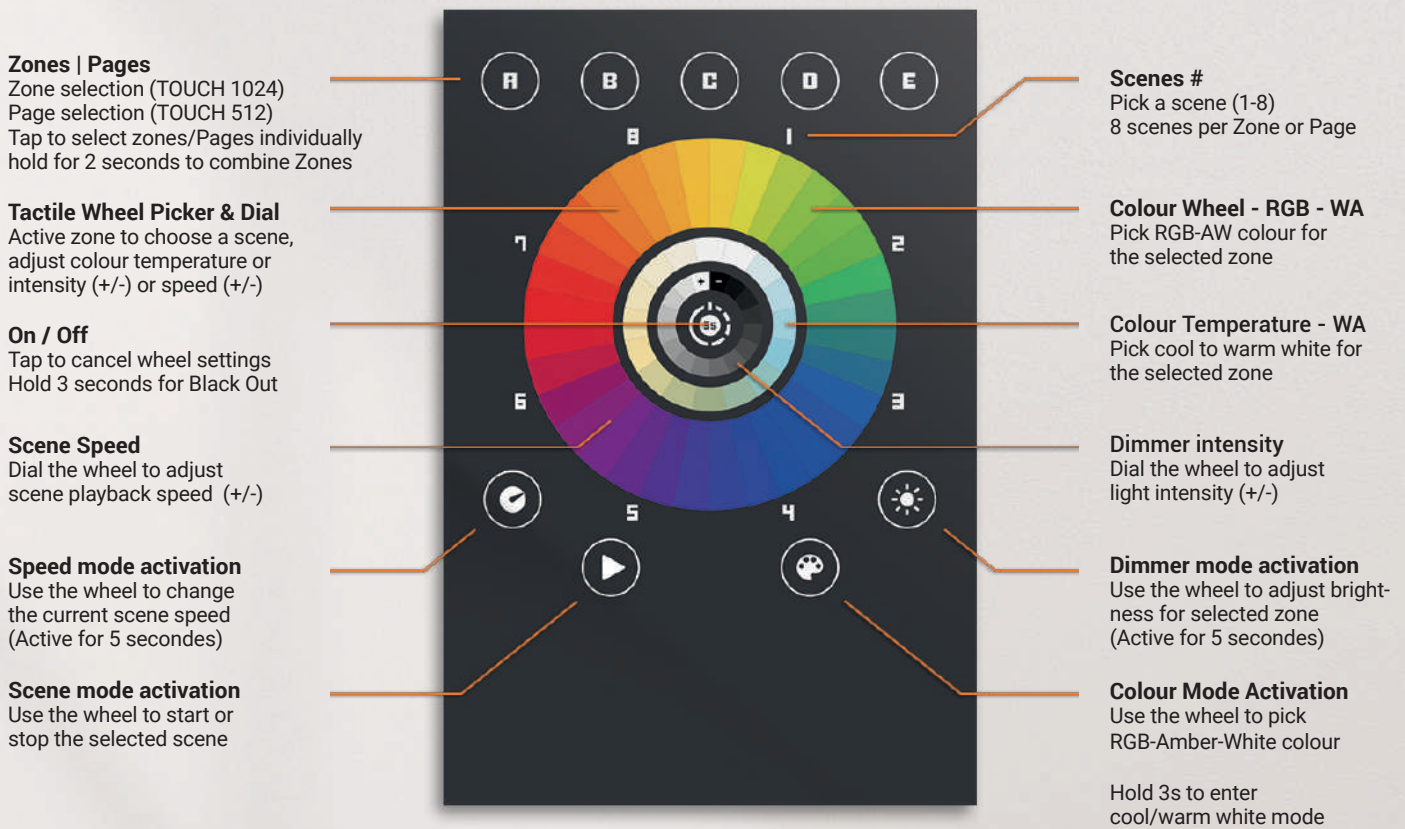 Zones | Pages
Zone selection (TOUCH 1024)
Page selection (TOUCH 512)
Tap to select zones/Pages individually
hold for 2 seconds to combine Zones
Tactile Wheel Picker & Dial
Active zone to choose a scene,
adjust colour temperature or
intensity (+/-) or speed (+/-)
On / Off
Tap to cancel wheel settings
Hold 3 seconds for Black Out
Scene Speed
Dial the wheel to adjust
scene playback speed (+/-)
Speed mode activation
Use the wheel to change
the current scene speed
(Active for 5 secondes)
Scene mode activation
Use the wheel to start or
stop the selected scene
A B C D E
8 1
7 2
+ -
6 3
5 4
Scenes #
Pick a scene (1-8)
8 scenes per Zone or Page
Colour Wheel - RGB - WA
Pick RGB-AW colour for
the selected zone
Colour Temperature - WA
Pick cool to warm white for
the selected zone
Dimmer intensity
Dial the wheel to adjust
light intensity (+/-)
Dimmer mode activation
Use the wheel to adjust bright-
ness for selected zone
(Active for 5 secondes)
Colour Mode Activation
Use the wheel to pick
RGB-Amber-White colour
Hold 3s to enter
cool/warm white mode